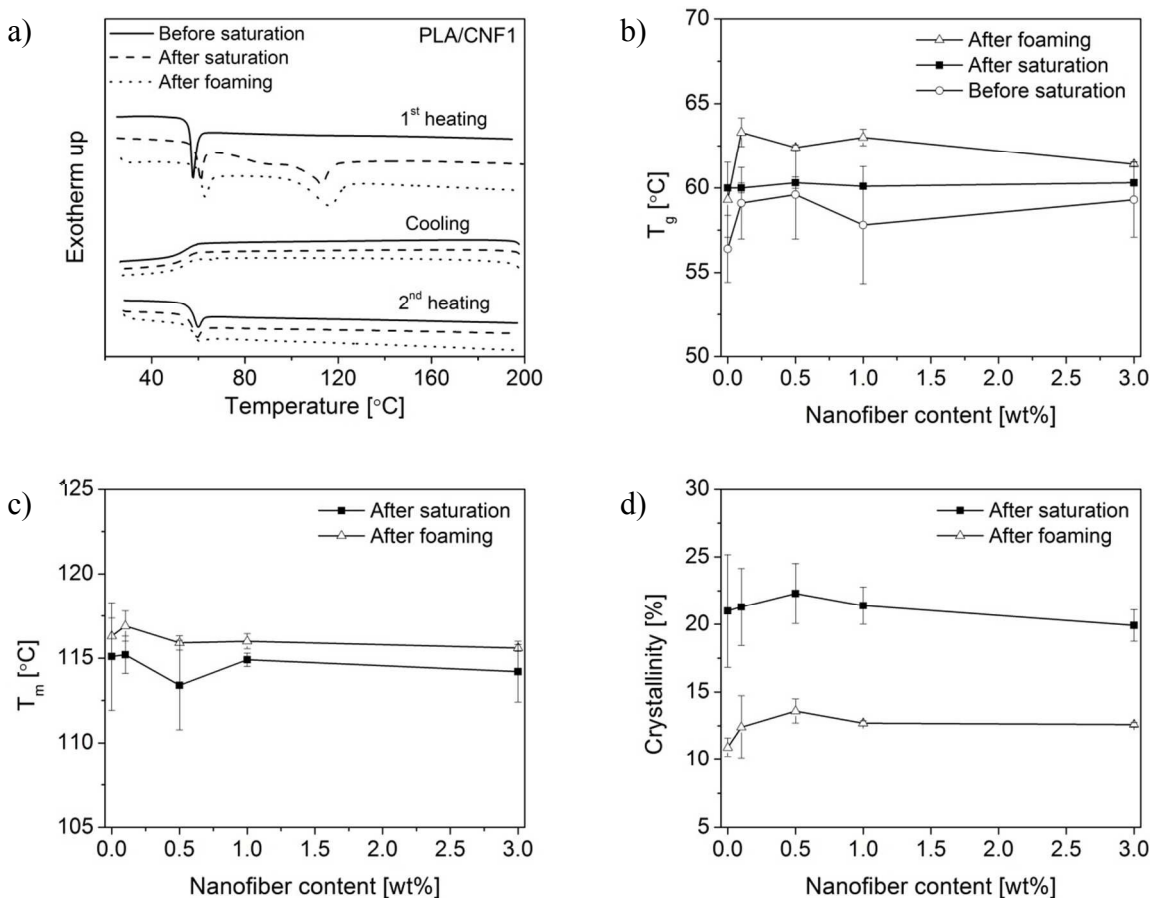 a)
Before saturation
After saturation
After foaming
PLA/CNF1
1st heating
Cooling
2nd heating
Exotherm up
40 80 120 160 200
Temperature [°C]
b)
After foaming
After saturation
Before saturation
70
65
60
55
50
Tg [°C]
0.0 0.5 1.0 1.5 2.0 2.5 3.0
Nanofiber content [wt%]
c)
After saturation
After foaming
125
120
115
110
105
Tm [°C]
0.0 0.5 1.0 1.5 2.0 2.5 3.0
Nanofiber content [wt%]
d)
After saturation
After foaming
30
25
20
15
10
5
Crystallinity [%]
0.0 0.5 1.0 1.5 2.0 2.5 3.0
Nanofiber content [wt%]